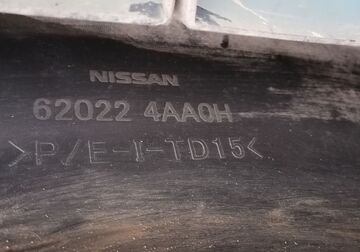 NISSAN
62022 4AA0H
>P/E-I-TD15<